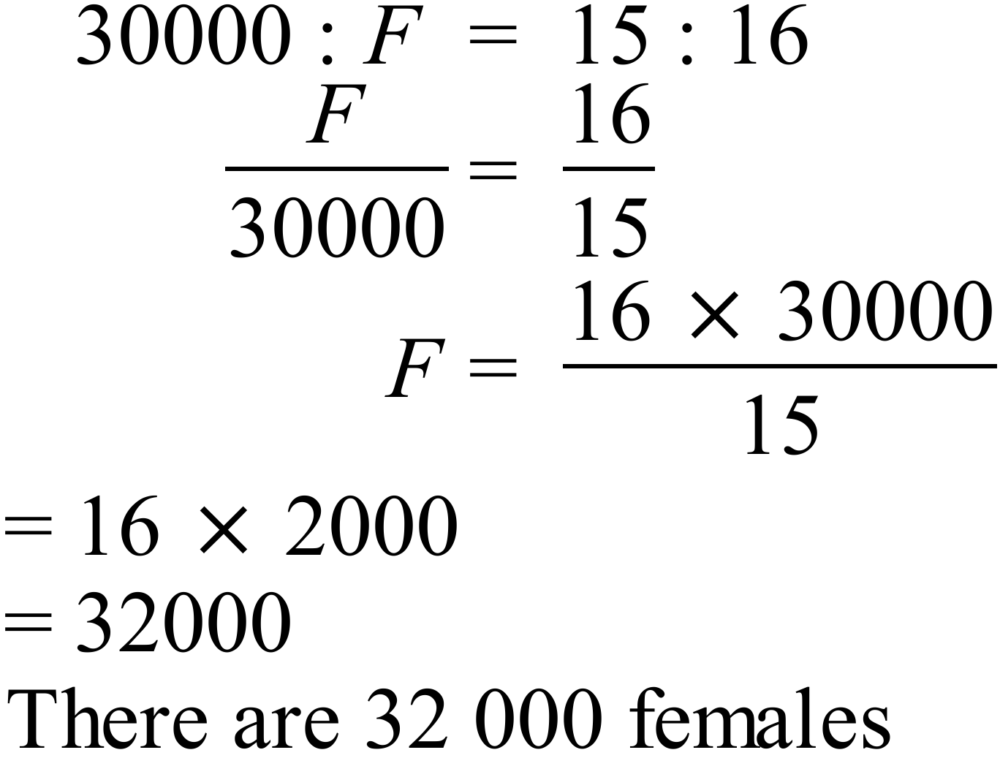 30000 : F = 15 : 16
F/30000 = 16/15
F = 16 × 30000/15
= 16 × 2000
= 32000
There are 32 000 females